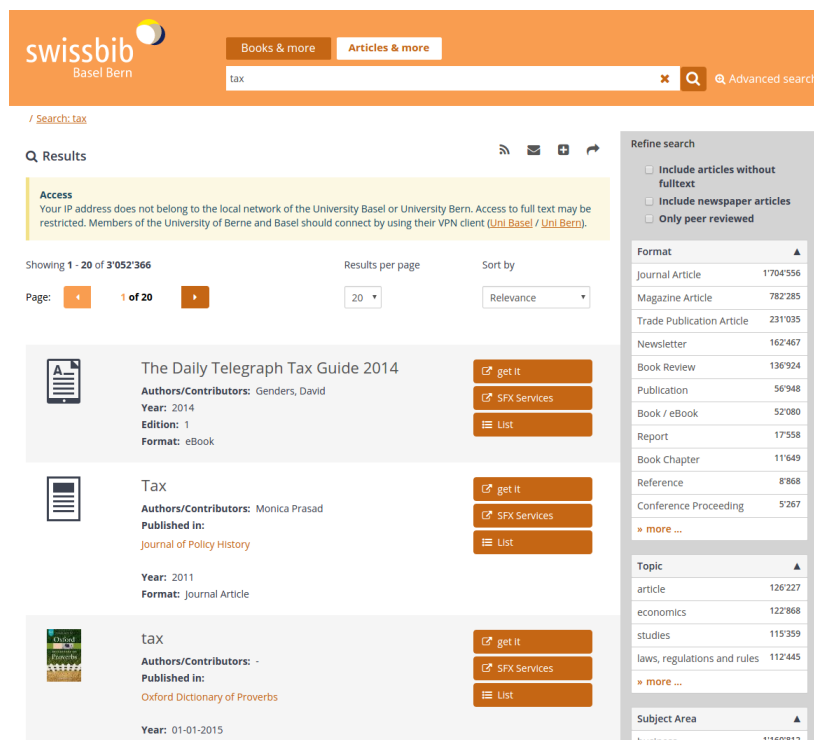 swissbib
Basel Bern
Books & more
Articles & more
tax
Advanced search
/ Search: tax
Results
Access
Your IP address does not belong to the local network of the University Basel or University Bern. Access to full text may be
restricted. Members of the University of Berne and Basel should connect by using their VPN client (Uni Basel / Uni Bern).
Showing 1 - 20 of 3'052'366
Results per page
Sort by
Page:
1 of 20
20
Relevance
The Daily Telegraph Tax Guide 2014
Authors/Contributors: Genders, David
Year: 2014
Edition: 1
Format: eBook
get it
SFX Services
List
Tax
Authors/Contributors: Monica Prasad
Published in:
Journal of Policy History
Year: 2011
Format: Journal Article
get it
SFX Services
List
Oxford
Proverbs
tax
Authors/Contributors: -
Published in:
Oxford Dictionary of Proverbs
Year: 01-01-2015
get it
SFX Services
List
Refine search
Include articles without
fulltext
Include newspaper articles
Only peer reviewed
Format
Journal Article 1'704'556
Magazine Article 782'285
Trade Publication Article 231'035
Newsletter 162'467
Book Review 136'924
Publication 56'948
Book / eBook 52'080
Report 17'558
Book Chapter 11'649
Reference 8'868
Conference Proceeding 5'267
» more ...
Topic
article 126'227
economics 122'868
studies 115'359
laws, regulations and rules 112'445
» more ...
Subject Area